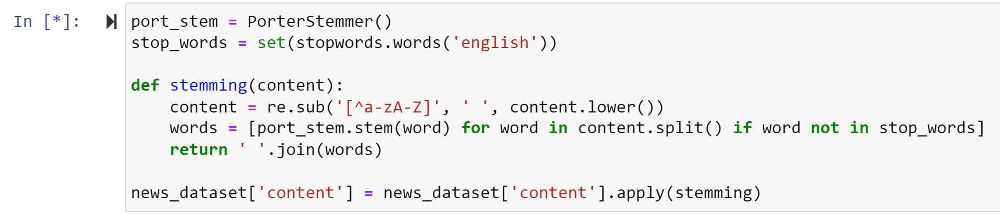 In [*]:
port_stem = PorterStemmer()
stop_words = set(stopwords.words('english'))
def stemming(content):
    content = re.sub('[^a-zA-Z]', ' ', content.lower())
    words = [port_stem.stem(word) for word in content.split() if word not in stop_words]
    return ' '.join(words)
news_dataset['content'] = news_dataset['content'].apply(stemming)